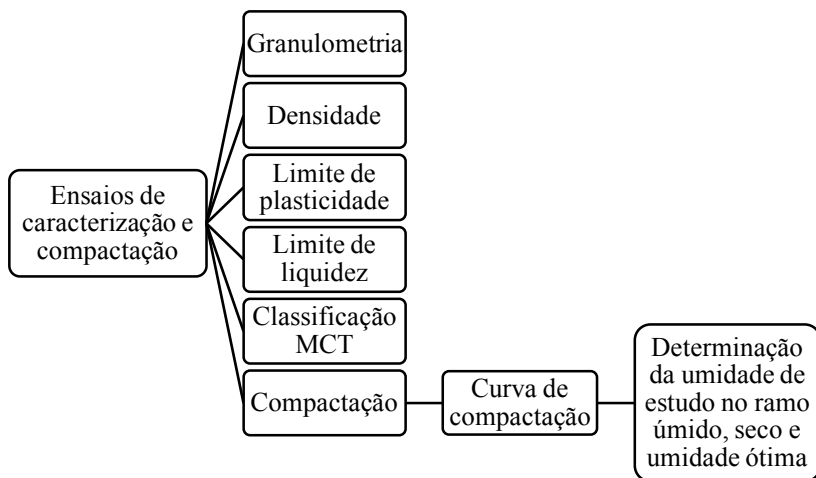 Ensaios de
caracterização e
compactação
Granulometria
Densidade
Limite de
plasticidade
Limite de
liquidez
Classificação
MCT
Compactação
Curva de
compactação
Determinação
da umidade de
estudo no ramo
úmido, seco e
umidade ótima